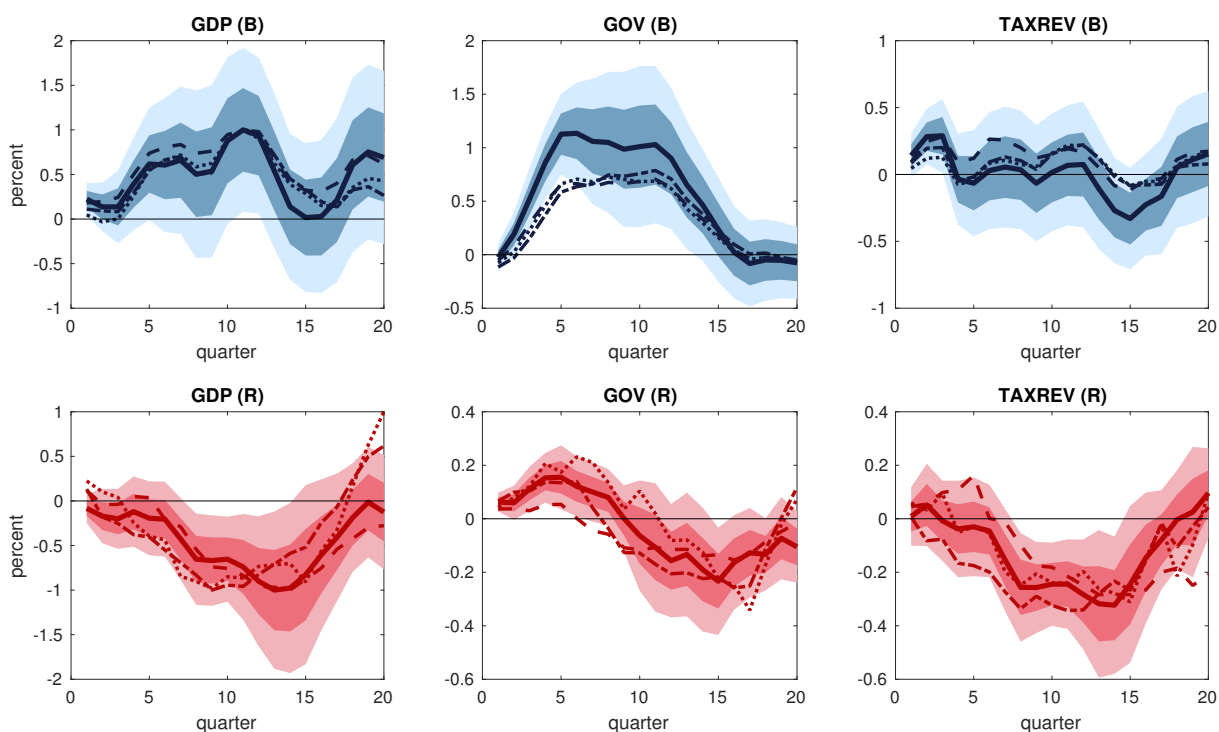 GDP (B)
2
1.5
1
0.5
0
-0.5
-1
0 5 10 15 20
percent
quarter
GOV (B)
2
1.5
1
0.5
0
-0.5
0 5 10 15 20
quarter
TAXREV (B)
1
0.5
0
-0.5
-1
0 5 10 15 20
quarter
GDP (R)
1
0.5
0
-0.5
-1
-1.5
-2
0 5 10 15 20
percent
quarter
GOV (R)
0.4
0.2
0
-0.2
-0.4
-0.6
0 5 10 15 20
quarter
TAXREV (R)
0.4
0.2
0
-0.2
-0.4
-0.6
0 5 10 15 20
quarter